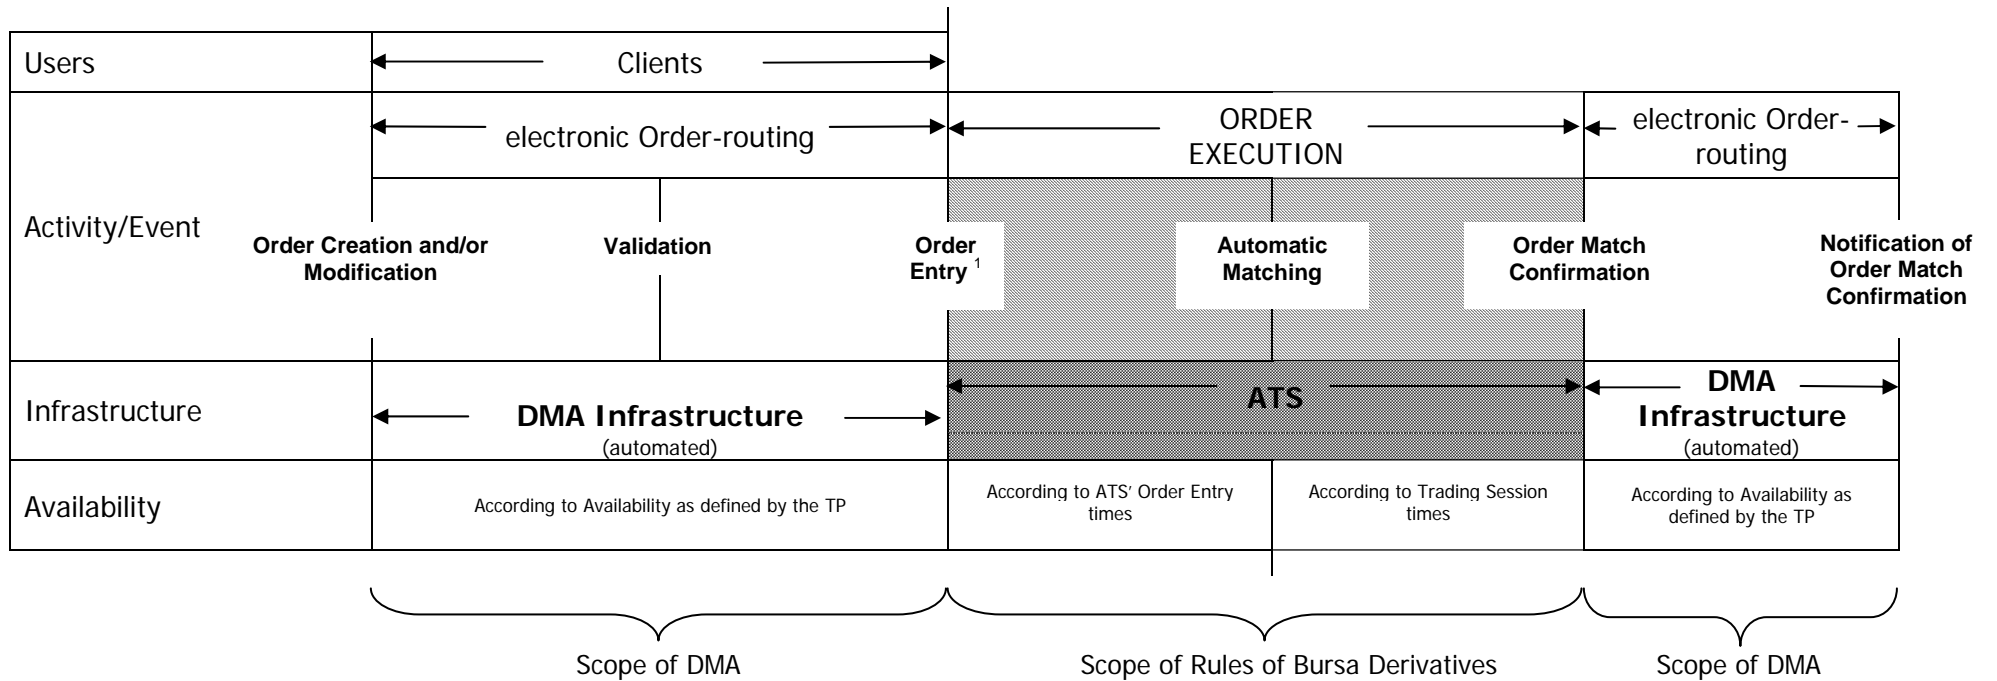 Users
Clients
electronic Order-routing
ORDER
EXECUTION
electronic Order-
routing
Activity/Event
Order Creation and/or
Modification
Validation
Order
Entry 1
Automatic
Matching
Order Match
Confirmation
Notification of
Order Match
Confirmation
Infrastructure
DMA Infrastructure
(automated)
ATS
DMA
Infrastructure
(automated)
Availability
According to Availability as defined by the TP
According to ATS' Order Entry
times
According to Trading Session
times
According to Availability as
defined by the TP
Scope of DMA
Scope of Rules of Bursa Derivatives
Scope of DMA